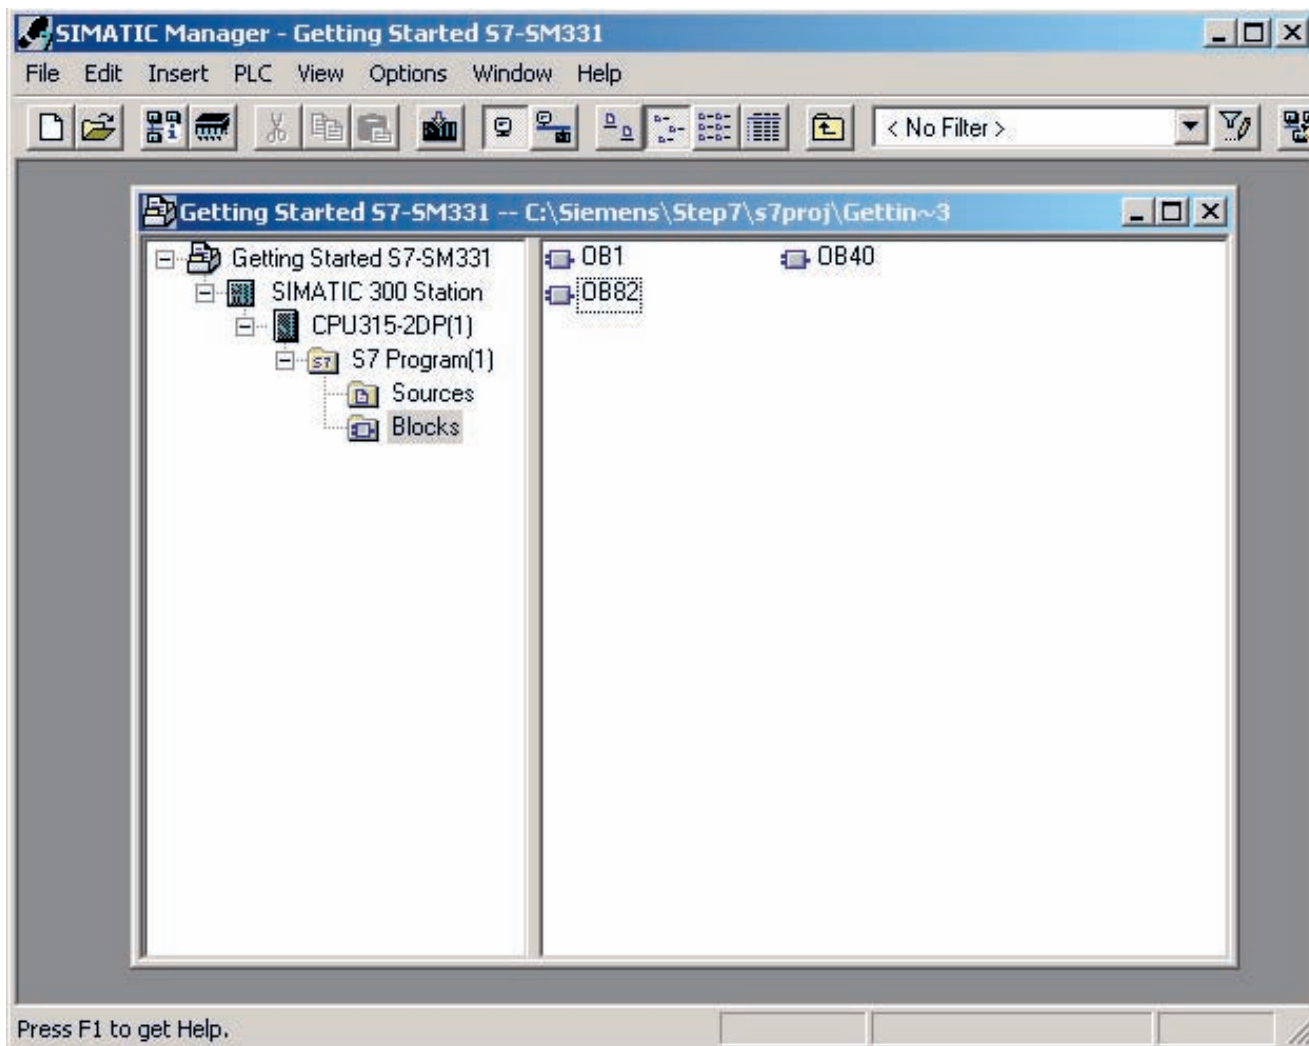 SIMATIC Manager - Getting Started S7-SM331
File Edit Insert PLC View Options Window Help
< No Filter >
Getting Started S7-SM331 -- C:\Siemens\Step7\s7proj\Gettin~3
Getting Started S7-SM331
SIMATIC 300 Station
CPU315-2DP(1)
S7 Program(1)
Sources
Blocks
OB1 OB40
OB82
Press F1 to get Help.